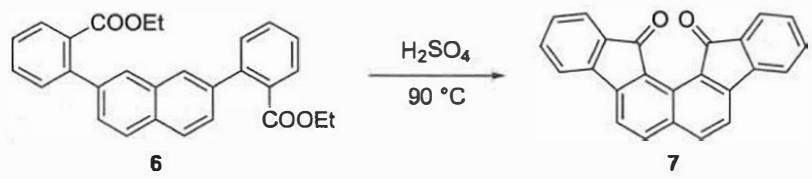 COOEt
O O
H₂SO₄
90 °C
COOEt
6
7